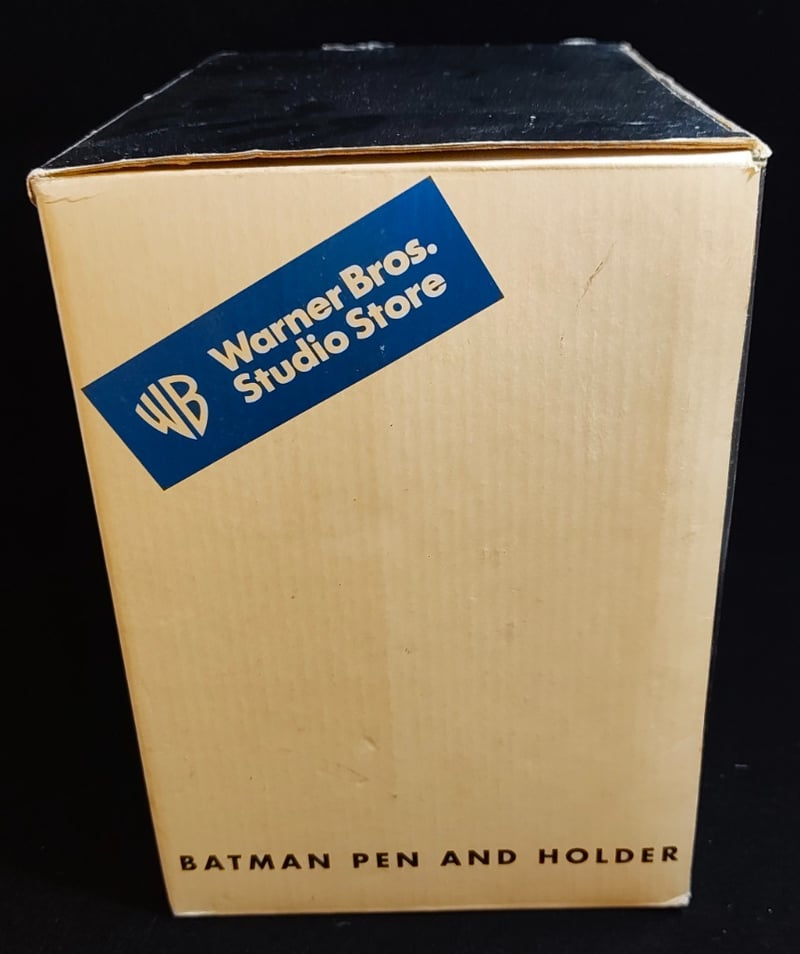 WB
Warner Bros.
Studio Store
BATMAN PEN AND HOLDER